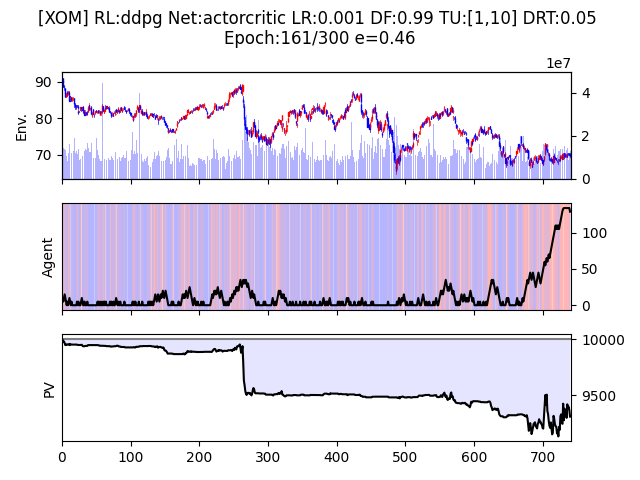 [XOM] RL:ddpg Net:actorcritic LR:0.001 DF:0.99 TU:[1,10] DRT:0.05
Epoch:161/300 e=0.46
1e7
90
80
70
Env.
4
2
0
Agent
100
50
0
PV
10000
9500
0 100 200 300 400 500 600 700